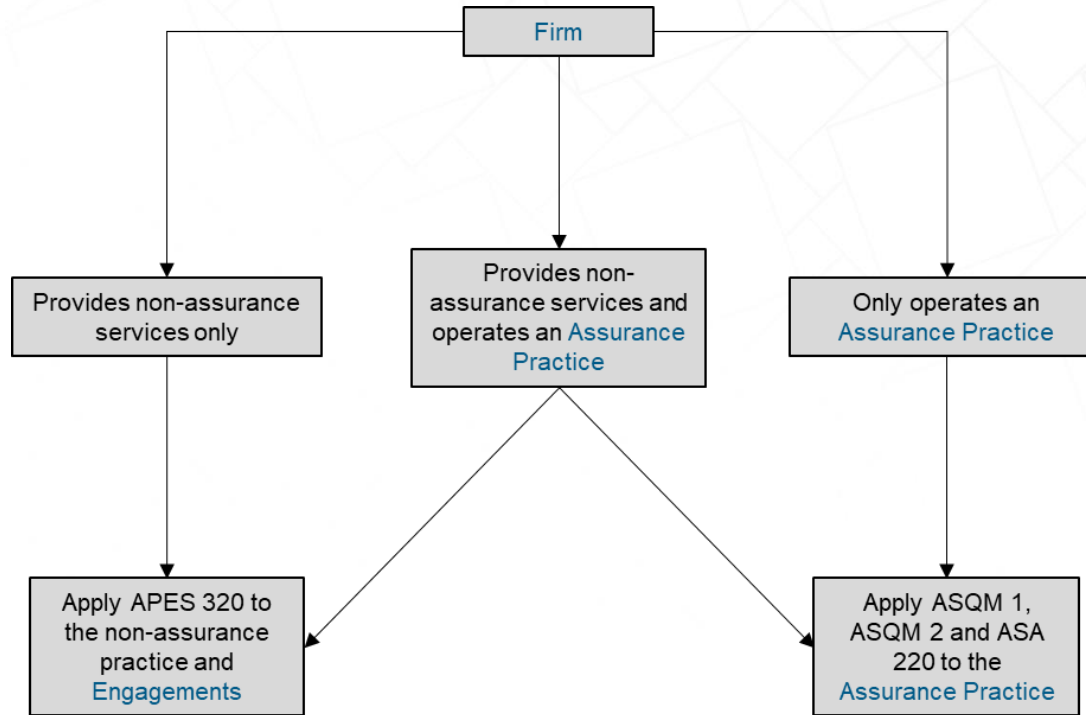 Firm
Provides non-assurance
services only
Provides non-
assurance services and
operates an Assurance
Practice
Only operates an
Assurance Practice
Apply APES 320 to
the non-assurance
practice and
Engagements
Apply ASQM 1,
ASQM 2 and ASA
220 to the
Assurance Practice